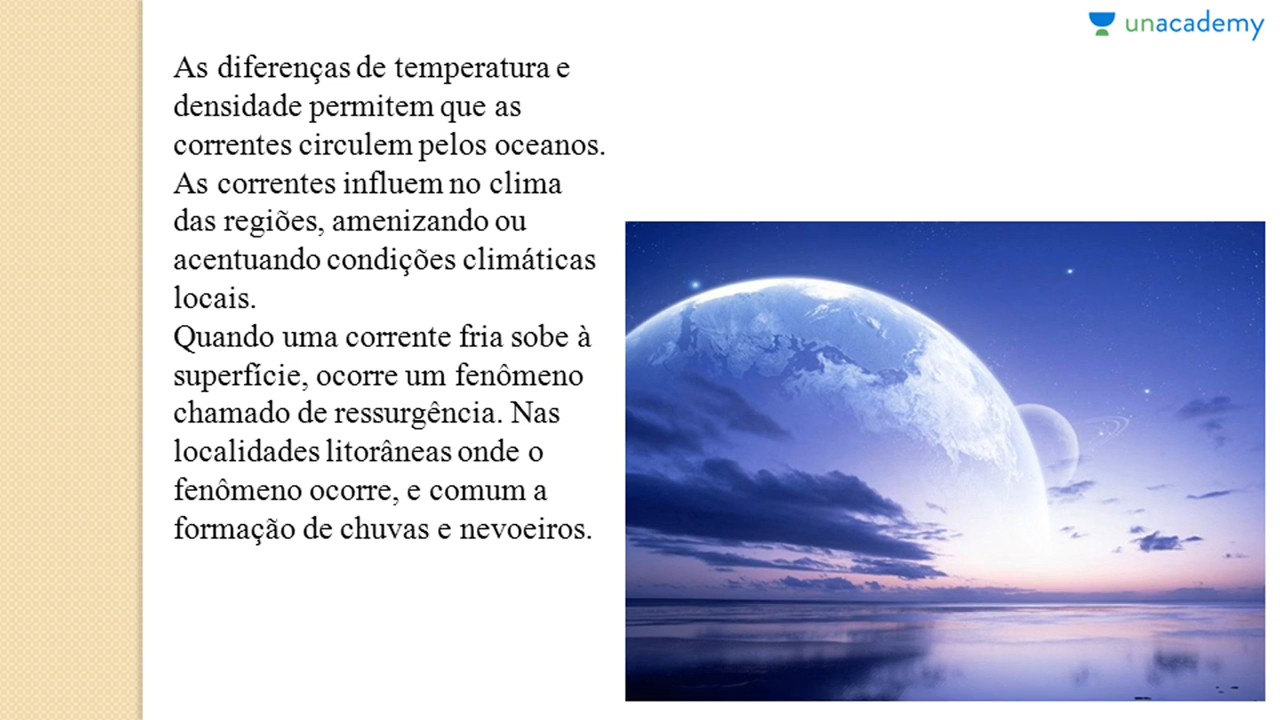 unacademy
As diferenças de temperatura e
densidade permitem que as
correntes circulem pelos oceanos.
As correntes influem no clima
das regiões, amenizando ou
acentuando condições climáticas
locais.
Quando uma corrente fria sobe à
superfície, ocorre um fenômeno
chamado de ressurgência. Nas
localidades litorâneas onde o
fenômeno ocorre, e comum a
formação de chuvas e nevoeiros.